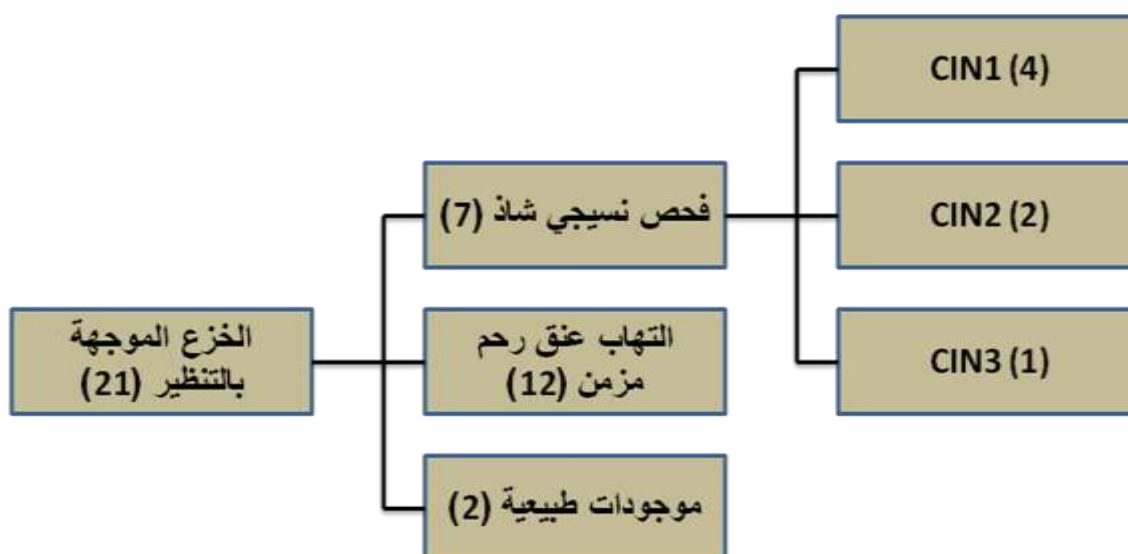 الخزع الموجهة
بالتنظير (21)
فحص نسيجي شاذ (7)
التهاب عنق رحم
مزمن (12)
موجودات طبيعية (2)
CIN1 (4)
CIN2 (2)
CIN3 (1)